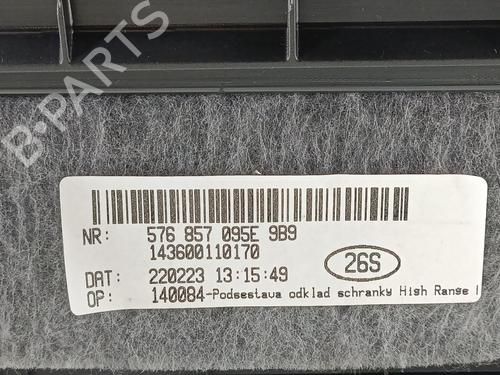 B-PARTS
B-PARTS
NR: 576 857 095E 9B9
143600110170
26S
DAT: 220223 13:15:49
OP: 140084-Podsestava odklad schranky High Range